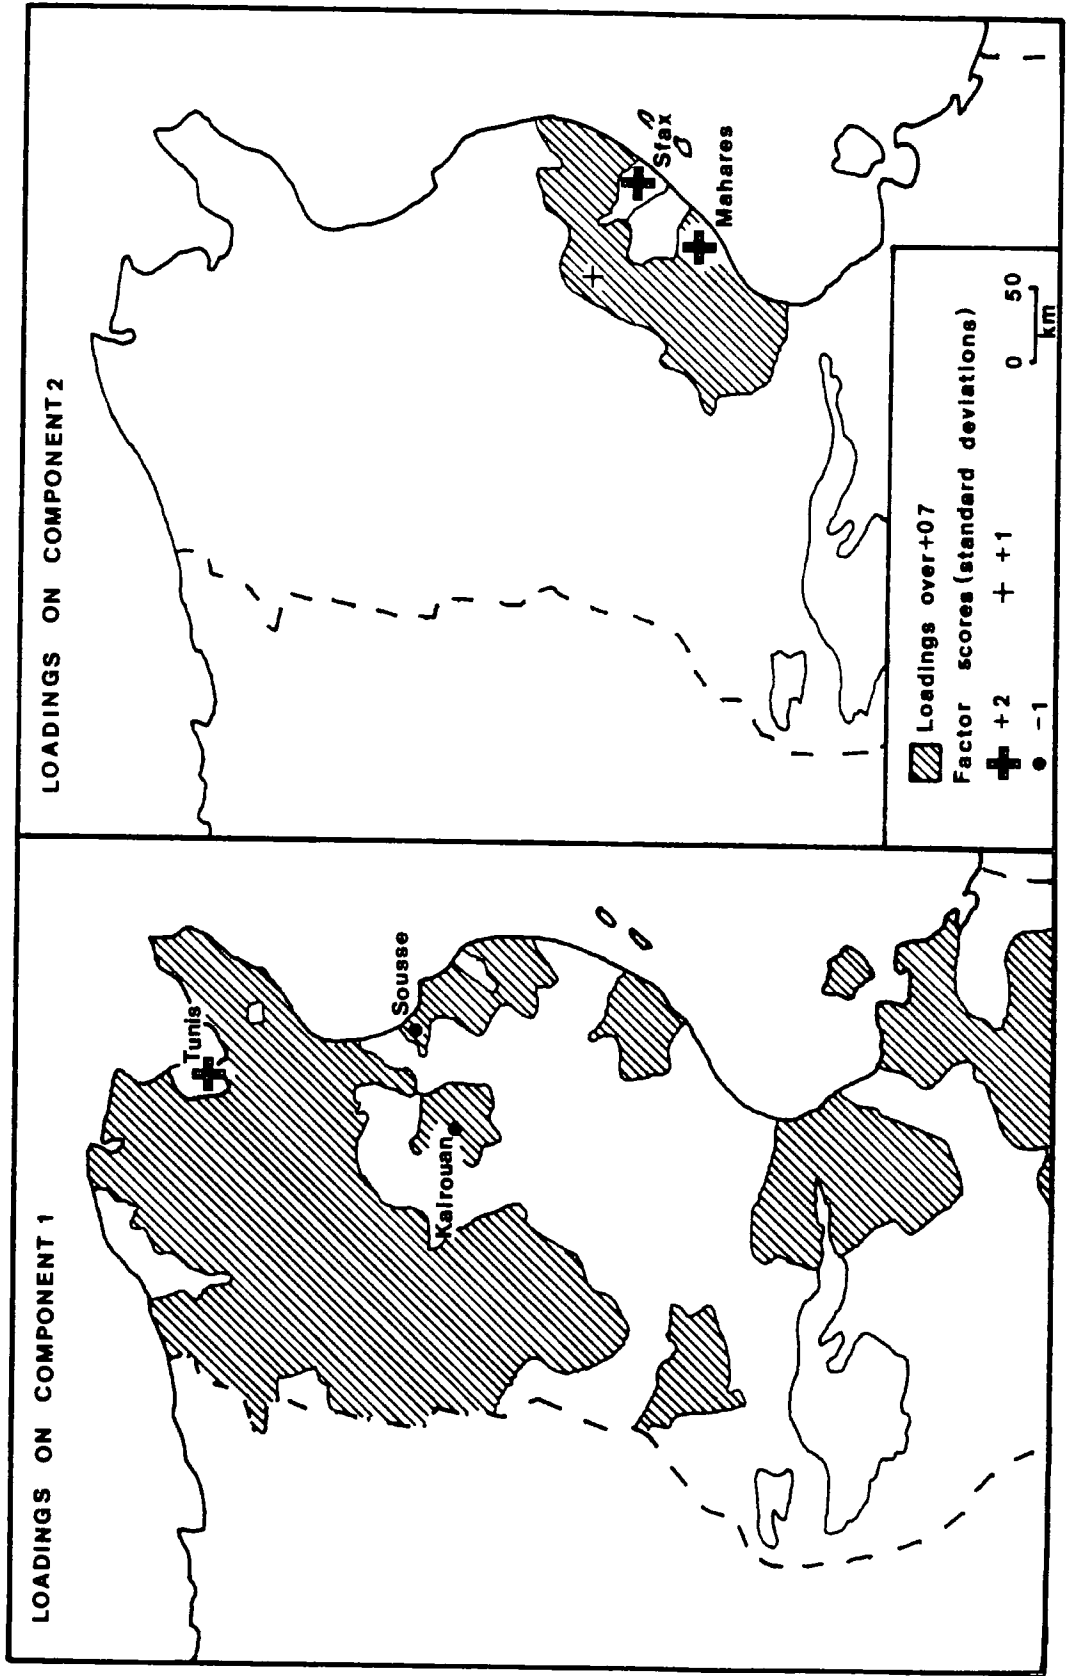 LOADINGS ON COMPONENT 1
Tunis
Sousse
Kairouan
LOADINGS ON COMPONENT 2
Sfax
Mahares
Loadings over+07
Factor scores (standard deviations)
+2 + +1
-1
0 50
km